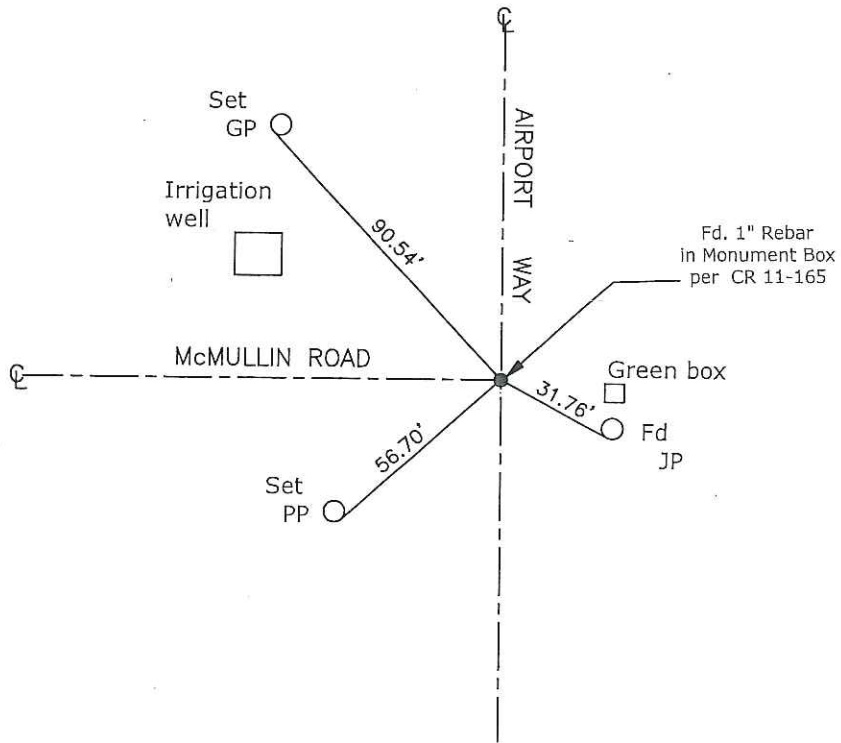 ℄
Set
GP
AIRPORT WAY
Irrigation
well
90.54'
Fd. 1" Rebar
in Monument Box
per CR 11-165
McMULLIN ROAD
℄
Green box
31.76'
Fd
JP
56.70'
Set
PP